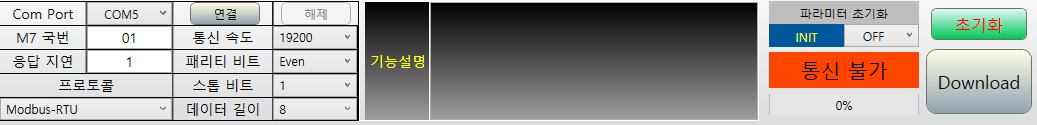 Com Port COM5 연결 해제
M7 국번 01 통신 속도 19200
응답 지연 1 패리티 비트 Even
프로토콜 스톱 비트 1
Modbus-RTU 데이터 길이 8
기능설명
파라미터 초기화
INIT OFF
통신 불가
0%
초기화
Download